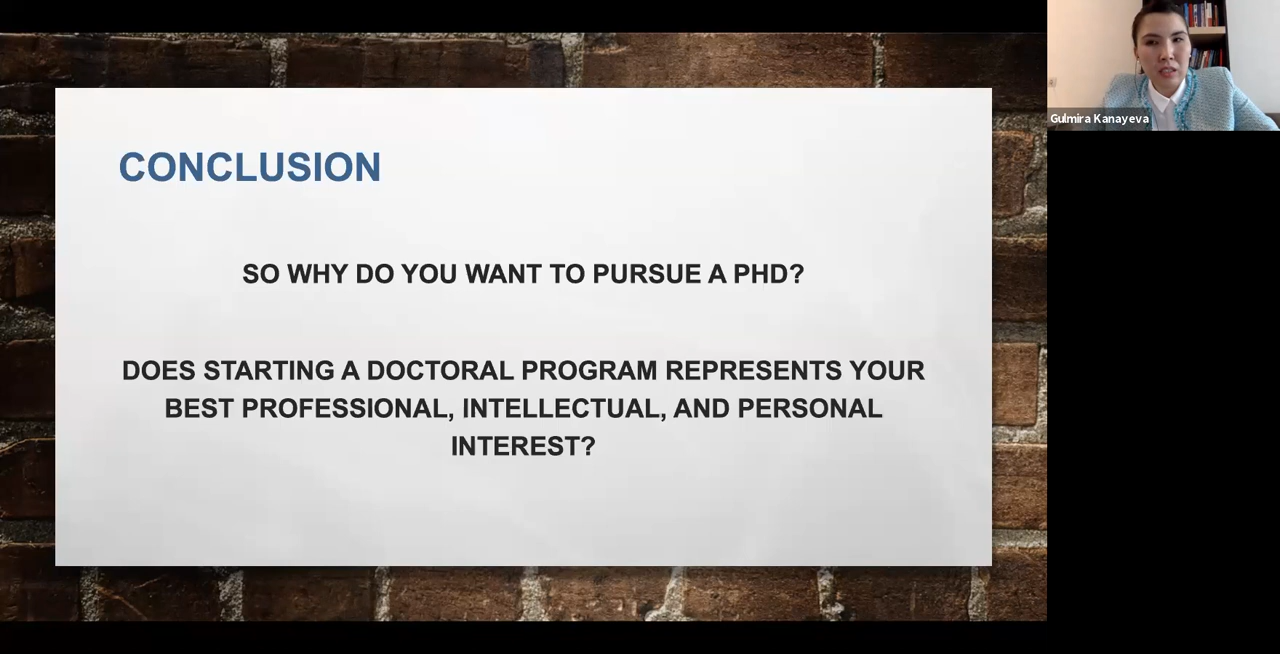 CONCLUSION
SO WHY DO YOU WANT TO PURSUE A PHD?
DOES STARTING A DOCTORAL PROGRAM REPRESENTS YOUR
BEST PROFESSIONAL, INTELLECTUAL, AND PERSONAL
INTEREST?
Gulmira Kanayeva